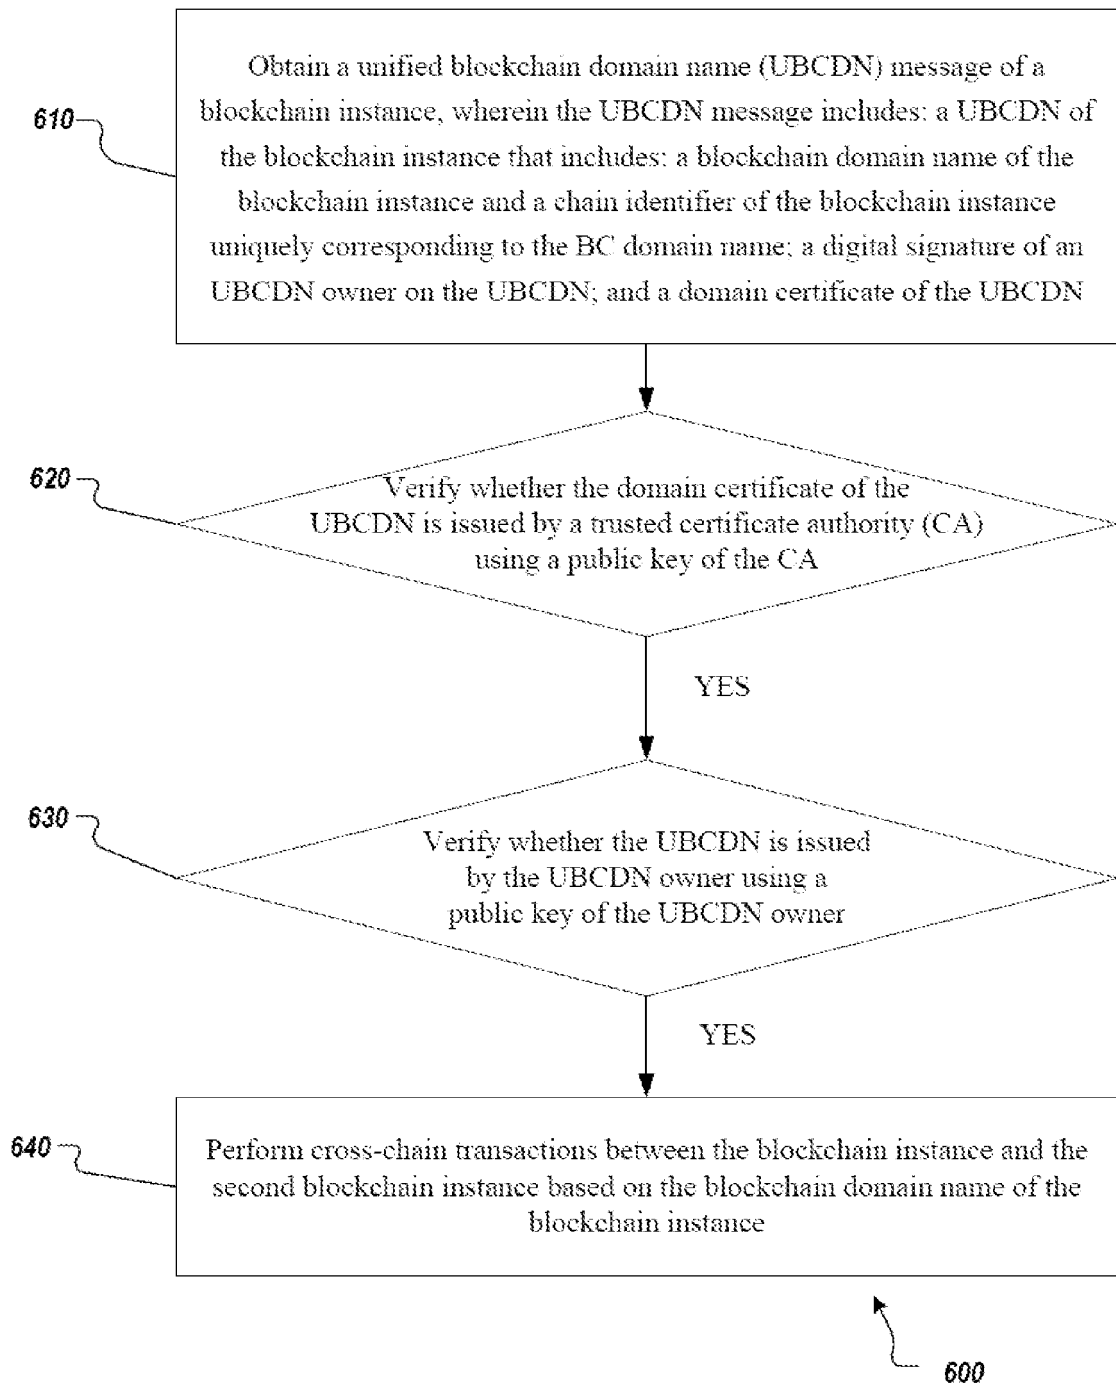 Obtain a unified blockchain domain name (UBCDN) message of a
blockchain instance, wherein the UBCDN message includes: a UBCDN of
610
the blockchain instance that includes: a blockchain domain name of the
blockchain instance and a chain identifier of the blockchain instance
uniquely corresponding to the BC domain name; a digital signature of an
UBCDN owner on the UBCDN; and a domain certificate of the UBCDN
620
Verify whether the domain certificate of the
UBCDN is issued by a trusted certificate authority (CA)
using a public key of the CA
YES
630
Verify whether the UBCDN is issued
by the UBCDN owner using a
public key of the UBCDN owner
YES
640
Perform cross-chain transactions between the blockchain instance and the
second blockchain instance based on the blockchain domain name of the
blockchain instance
600